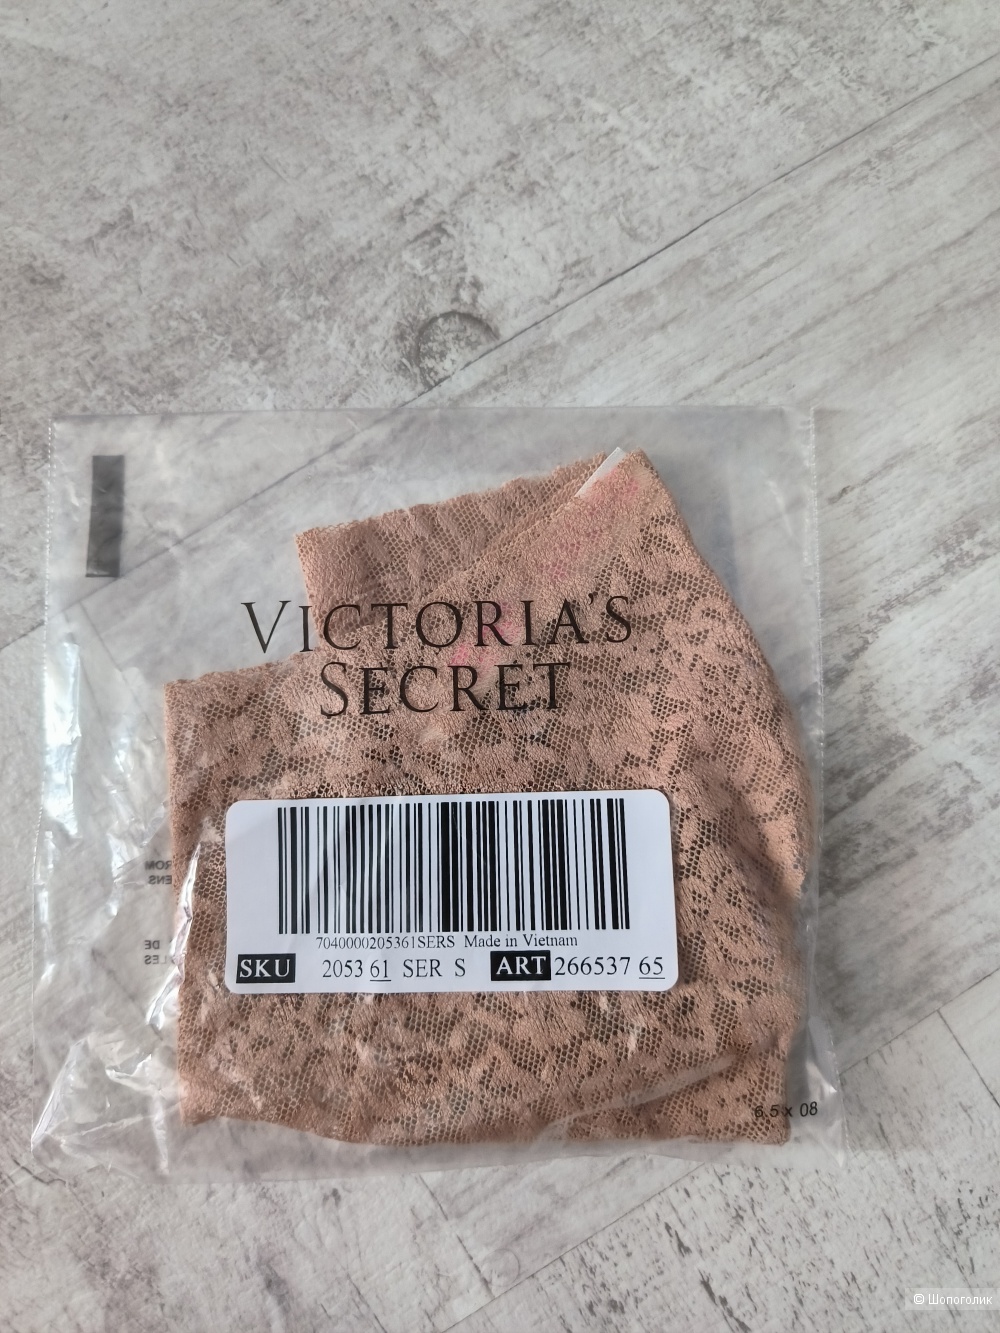 VICTORIA'S
SECRET
7040000205361SERS Made in Vietnam
SKU 2053 61 SER S ART 266537 65
6.5 x 08
© Шопоголик